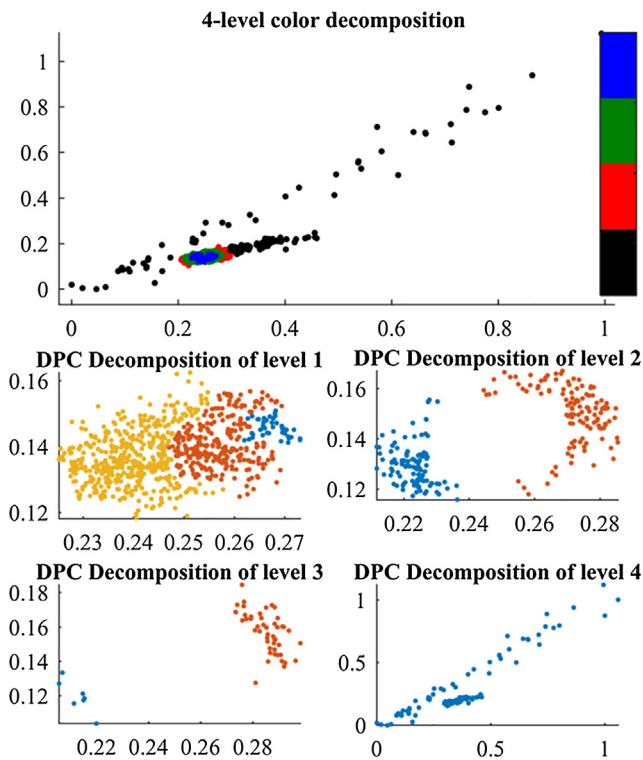 4-level color decomposition
1
0.8
0.6
0.4
0.2
0
0 0.2 0.4 0.6 0.8 1
DPC Decomposition of level 1
0.16
0.14
0.12
0.23 0.24 0.25 0.26 0.27
DPC Decomposition of level 2
0.16
0.14
0.12
0.22 0.24 0.26 0.28
DPC Decomposition of level 3
0.18
0.16
0.14
0.12
0.22 0.24 0.26 0.28
DPC Decomposition of level 4
1
0.5
0
0 0.5 1